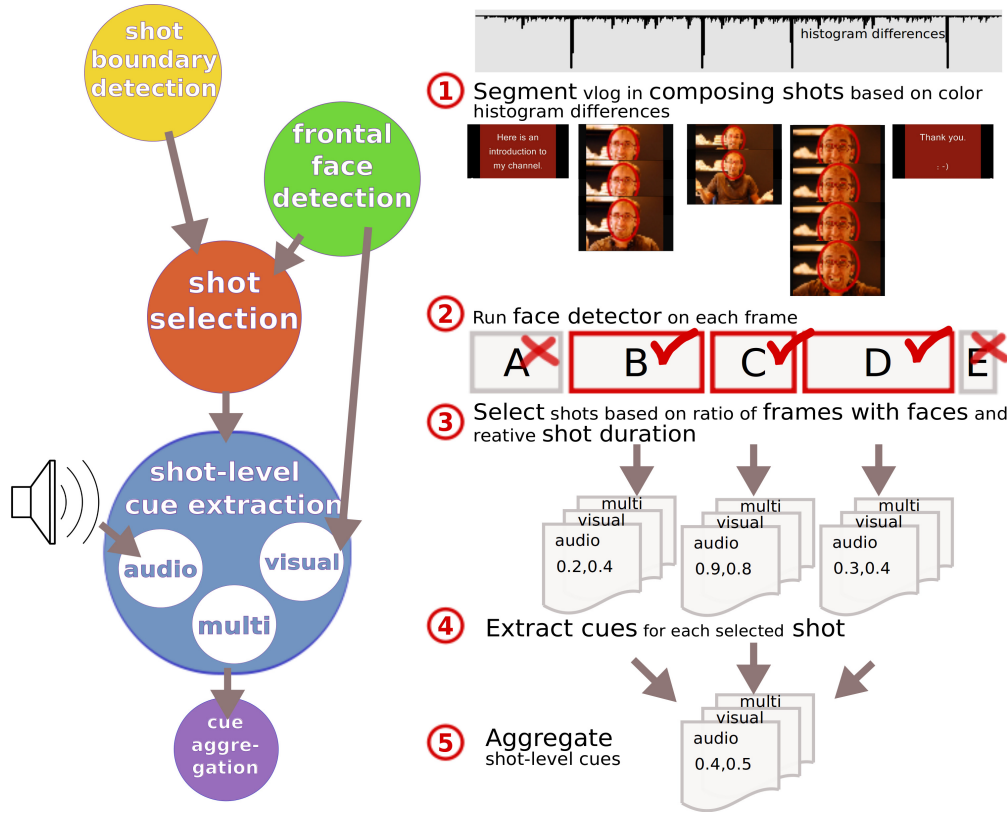 shot
boundary
detection
frontal
face
detection
shot
selection
shot-level
cue extraction
audio
visual
multi
cue
aggre-
gation
histogram differences
1 Segment vlog in composing shots based on color
histogram differences
Here is an
introduction to
my channel.
Thank you.
: -)
2 Run face detector on each frame
A B C D E
3 Select shots based on ratio of frames with faces and
reative shot duration
multi
visual
audio
0.2,0.4
multi
visual
audio
0.9,0.8
multi
visual
audio
0.3,0.4
4 Extract cues for each selected shot
multi
visual
audio
0.4,0.5
5 Aggregate
shot-level cues